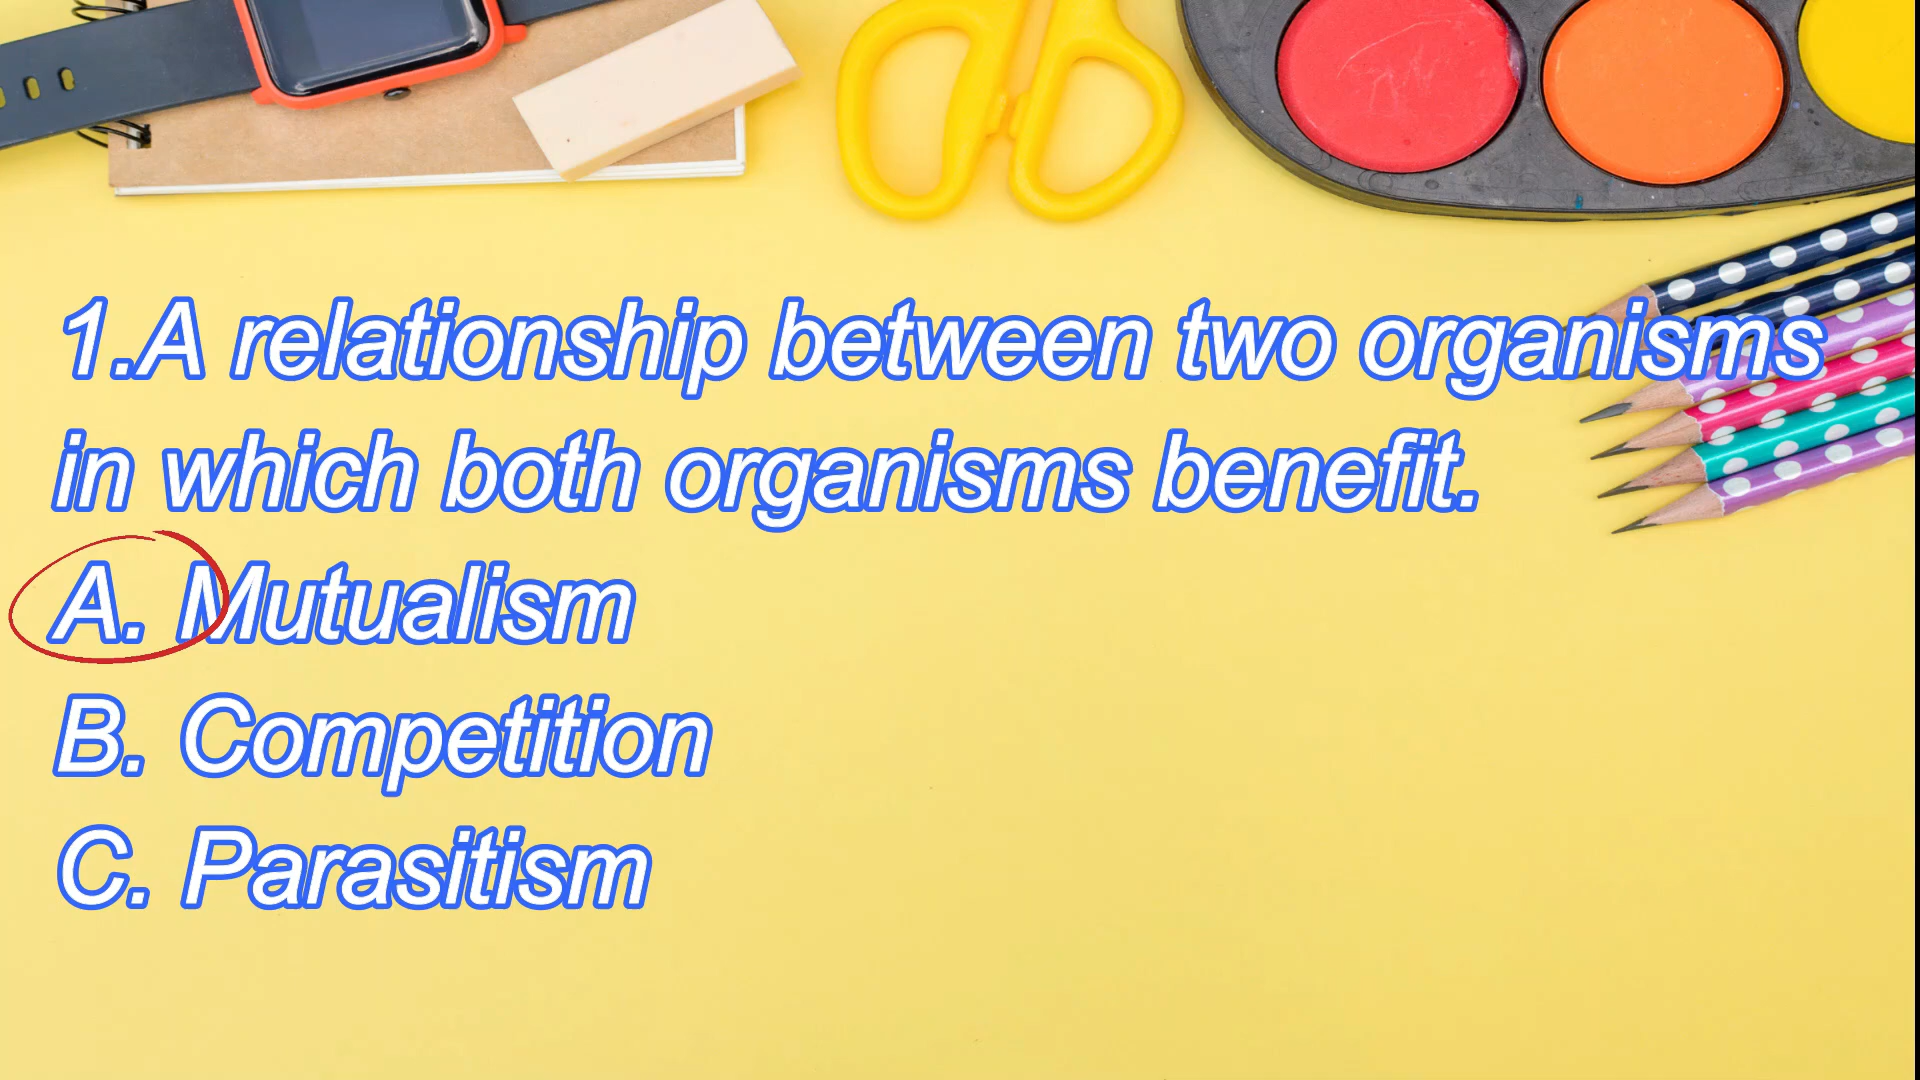 1.A relationship between two organisms
in which both organisms benefit.
A. Mutualism
B. Competition
C. Parasitism